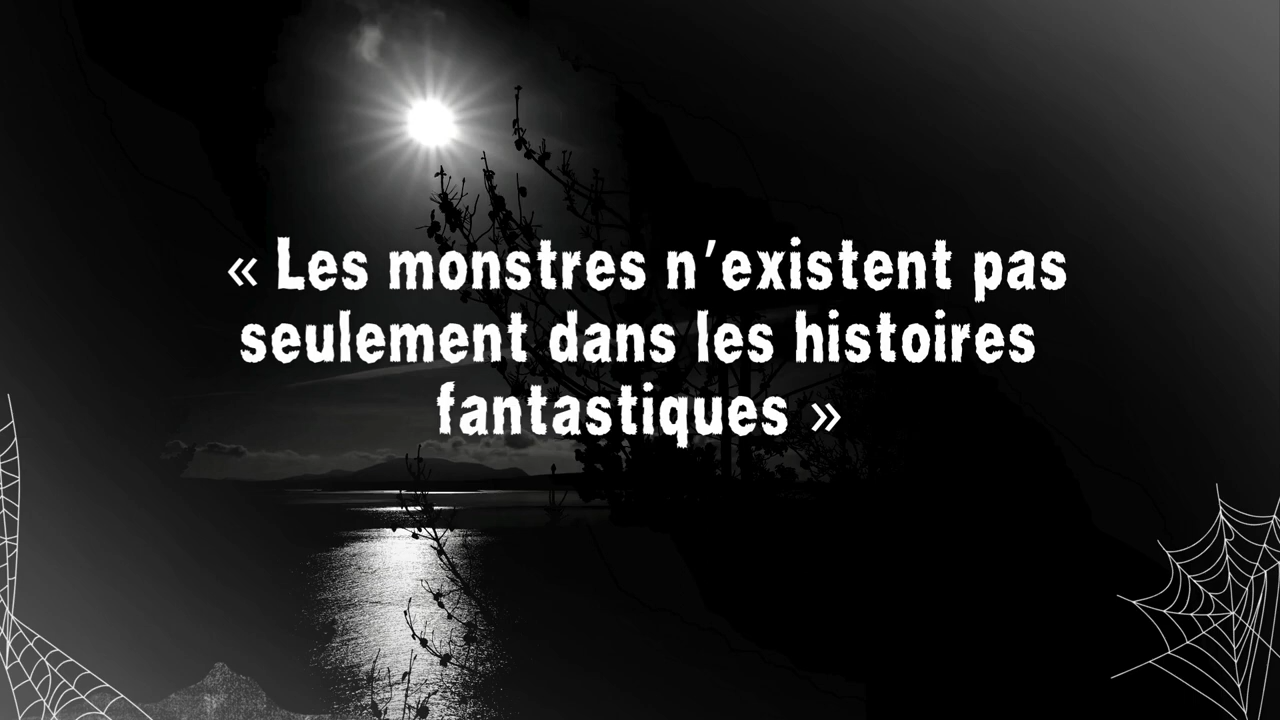 « Les monstres n’existent pas
seulement dans les histoires
fantastiques »